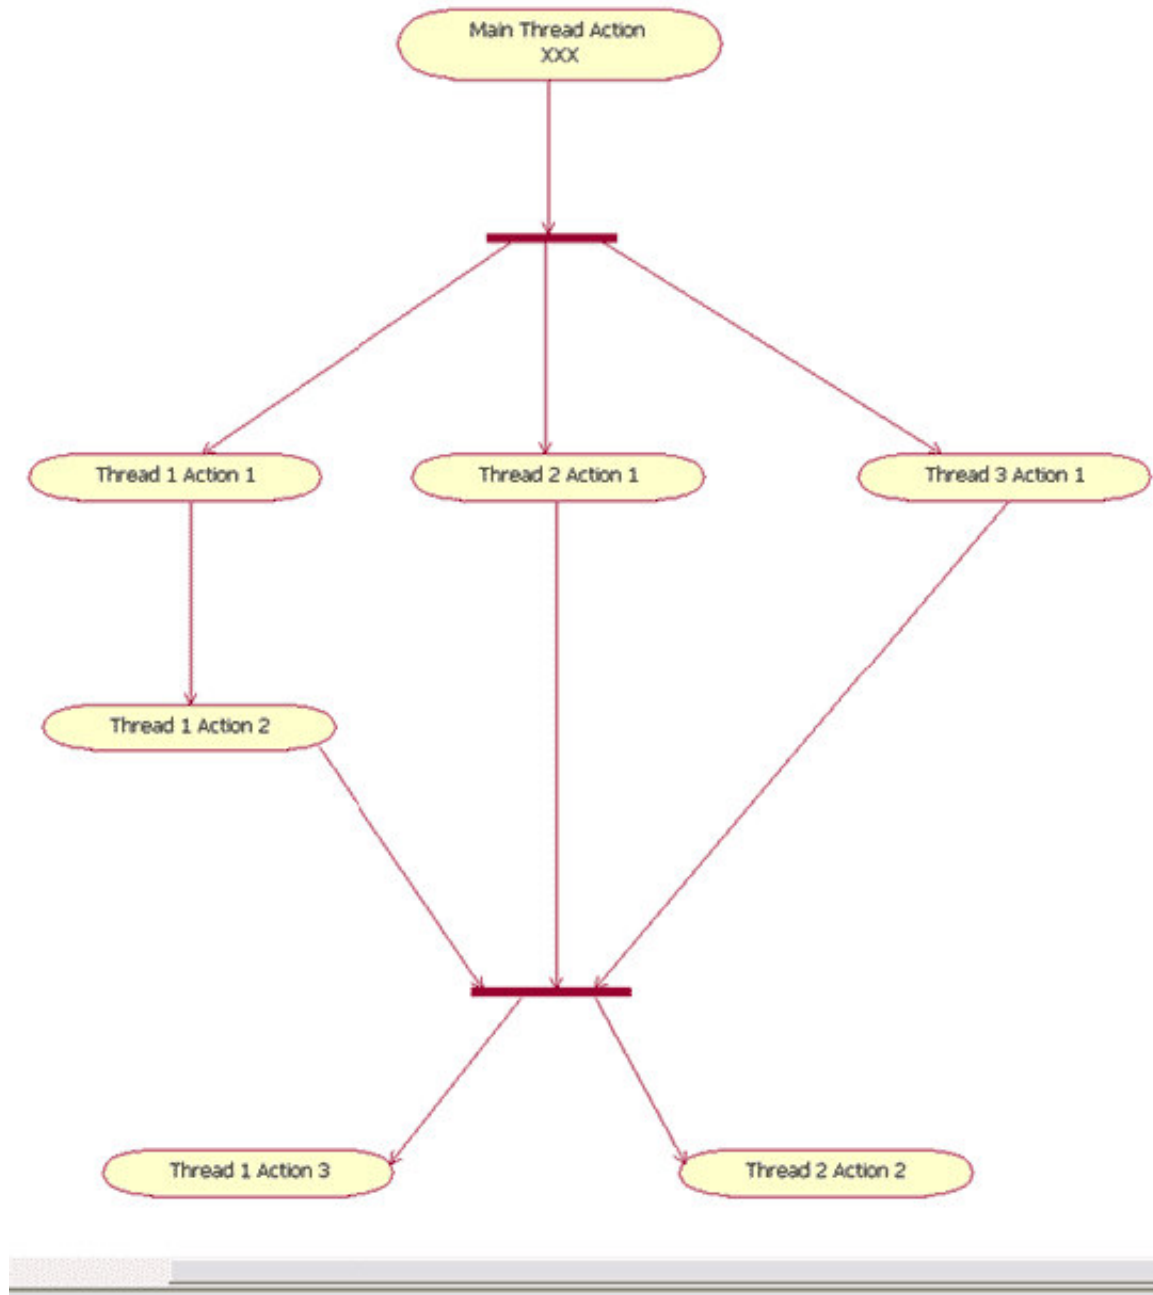 Main Thread Action
XXX
Thread 1 Action 1
Thread 2 Action 1
Thread 3 Action 1
Thread 1 Action 2
Thread 1 Action 3
Thread 2 Action 2